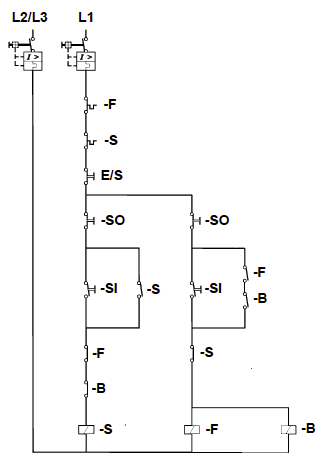 L2/L3 L1
I > I >
-F
-S
E/S
-SO -SO
-F
-SI -S -SI
-B
-F -S
-B
-S -F -B